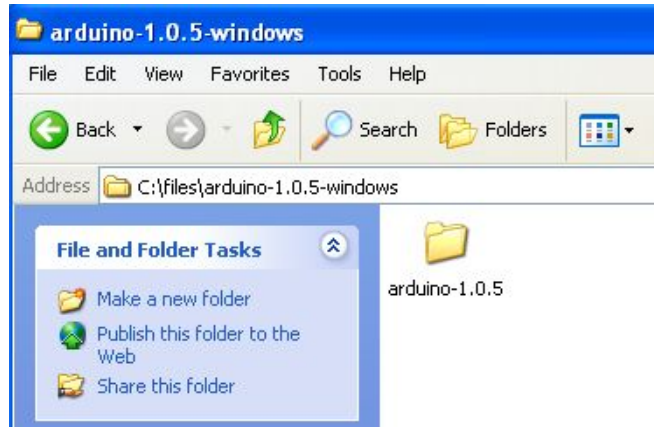 arduino-1.0.5-windows
File Edit View Favorites Tools Help
Back Search Folders
Address C:\files\arduino-1.0.5-windows
File and Folder Tasks
arduino-1.0.5
Make a new folder
Publish this folder to the
Web
Share this folder